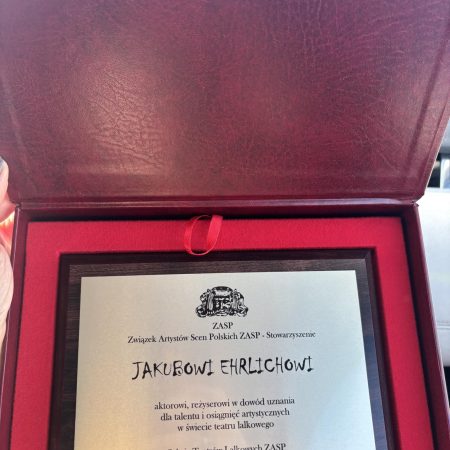 ZASP
Związek Artystów Scen Polskich ZASP - Stowarzyszenie
JAKUBOWI EHRLICHOWI
aktorowi, reżyserowi w dowód uznania
dla talentu i osiągnięć artystycznych
w świecie teatru lalkowego
Teatrów Lalkowych ZASP